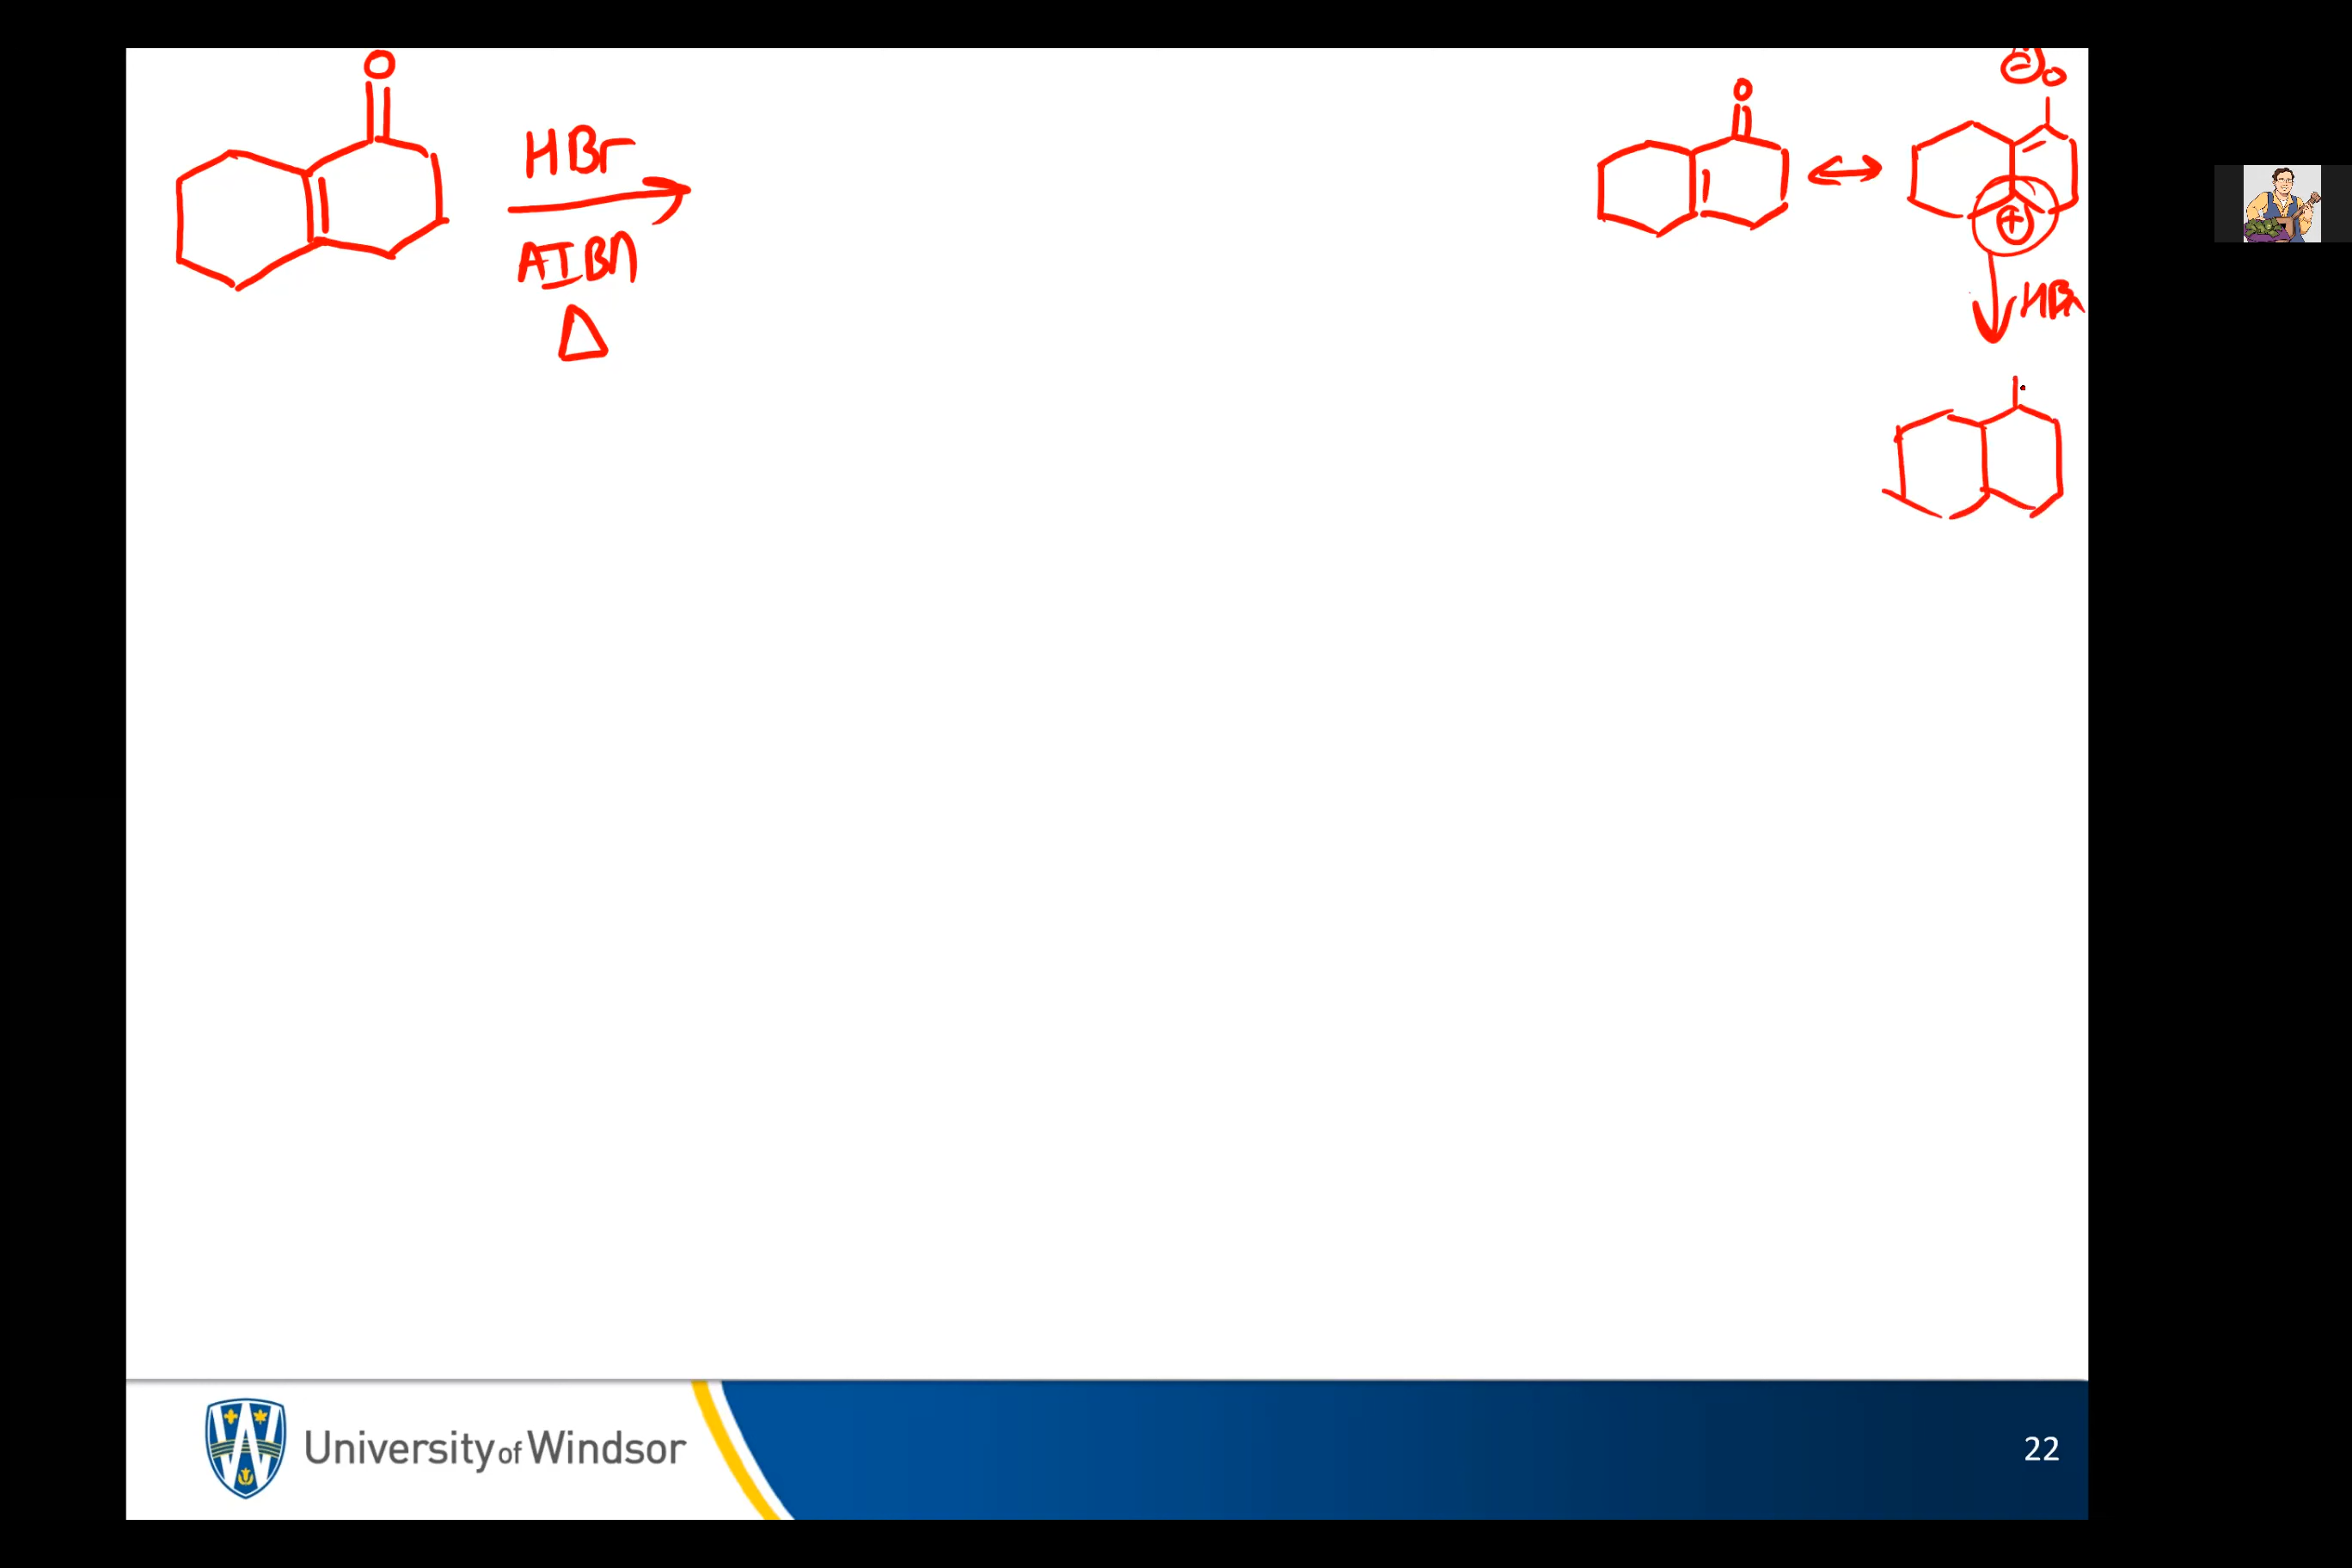 O
HBr
AIBN
Δ
O
⊖O
⊕
HBr
University of Windsor
22